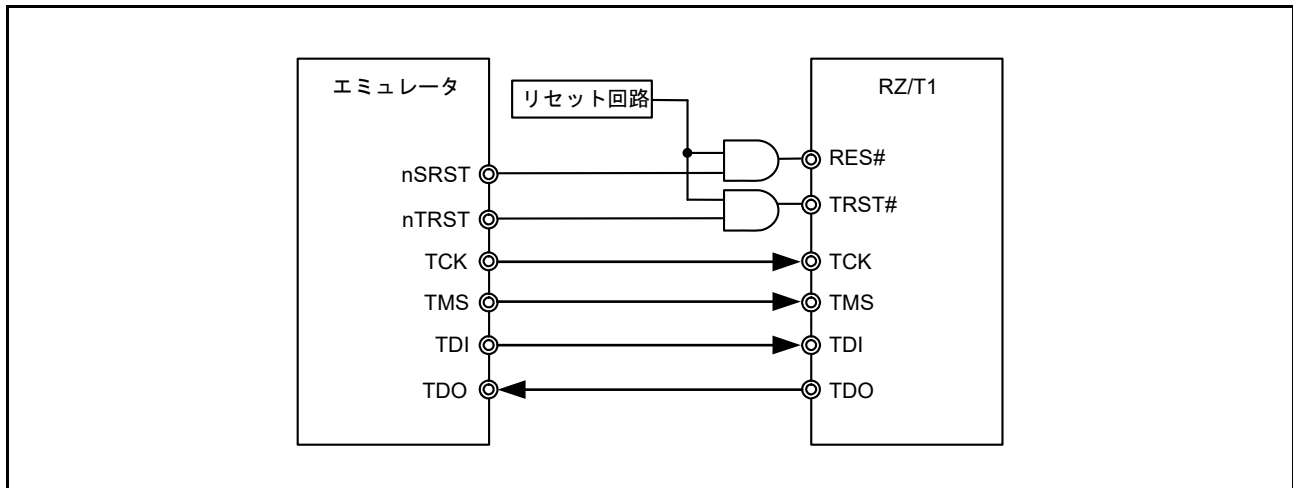 エミュレータ
リセット回路
RZ/T1
nSRST
RES#
nTRST
TRST#
TCK
TCK
TMS
TMS
TDI
TDI
TDO
TDO